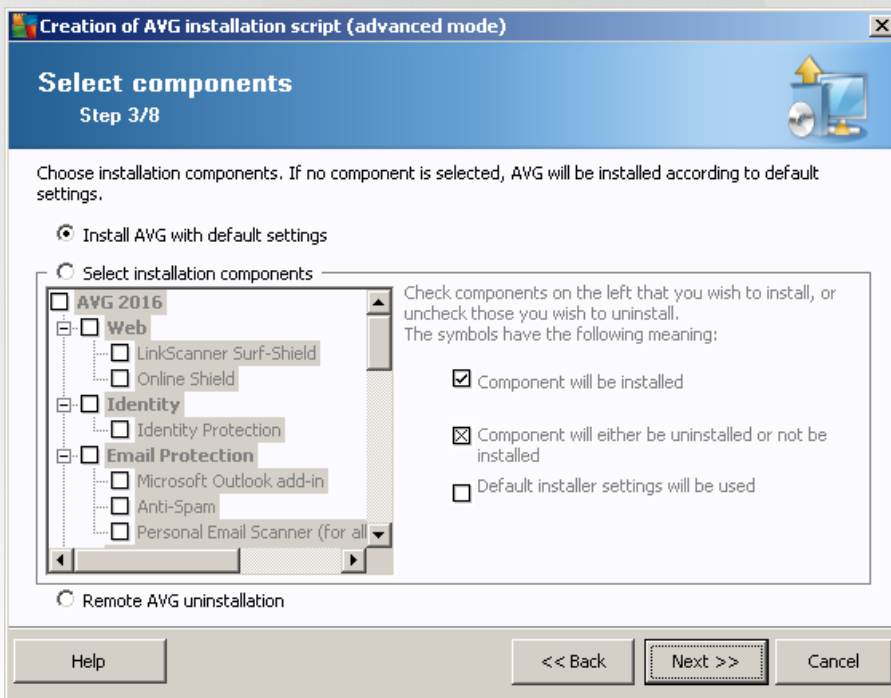 Creation of AVG installation script (advanced mode)
Select components
Step 3/8
Choose installation components. If no component is selected, AVG will be installed according to default
settings.
Install AVG with default settings
Select installation components
AVG 2016
Web
LinkScanner Surf-Shield
Online Shield
Identity
Identity Protection
Email Protection
Microsoft Outlook add-in
Anti-Spam
Personal Email Scanner (for all
Check components on the left that you wish to install, or
uncheck those you wish to uninstall.
The symbols have the following meaning:
Component will be installed
Component will either be uninstalled or not be
installed
Default installer settings will be used
Remote AVG uninstallation
Help
<< Back
Next >>
Cancel